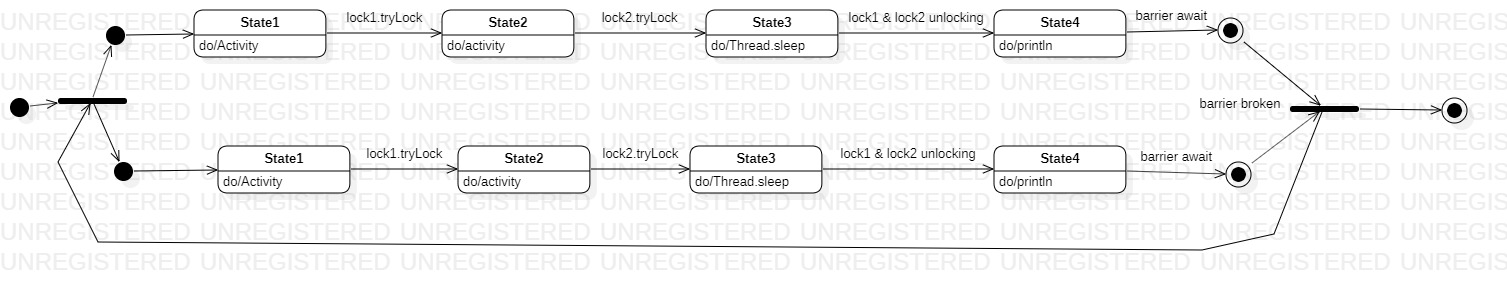 State1 lock1.tryLock State2 lock2.tryLock State3 lock1 & lock2 unlocking State4 barrier await
do/Activity do/activity do/Thread.sleep do/println
barrier broken
State1 lock1.tryLock State2 lock2.tryLock State3 lock1 & lock2 unlocking State4 barrier await
do/Activity do/activity do/Thread.sleep do/println
UNREGISTERED UNREGISTERED UNREGISTERED UNREGISTERED UNREGISTERED UNREGISTERED UNREGISTERED UNREGIS